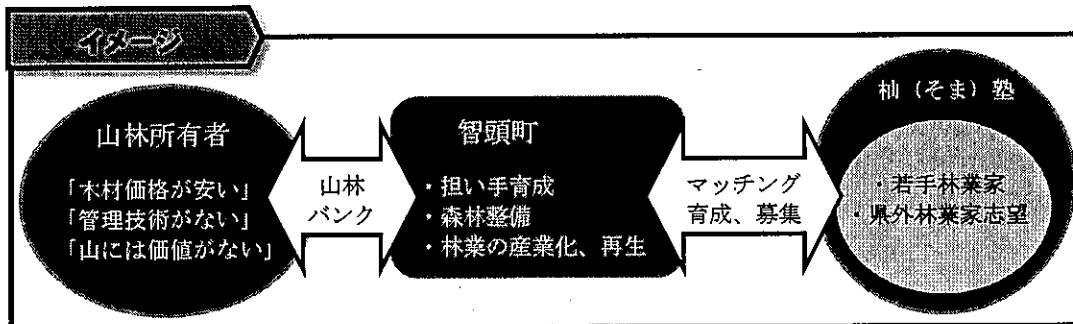 イメージ
山林所有者
「木材価格が安い」
「管理技術がない」
「山には価値がない」
山林
バンク
智頭町
・担い手育成
・森林整備
・林業の産業化、再生
マッチング
育成、募集
杣（そま）塾
・若手林業家
・県外林業家志望